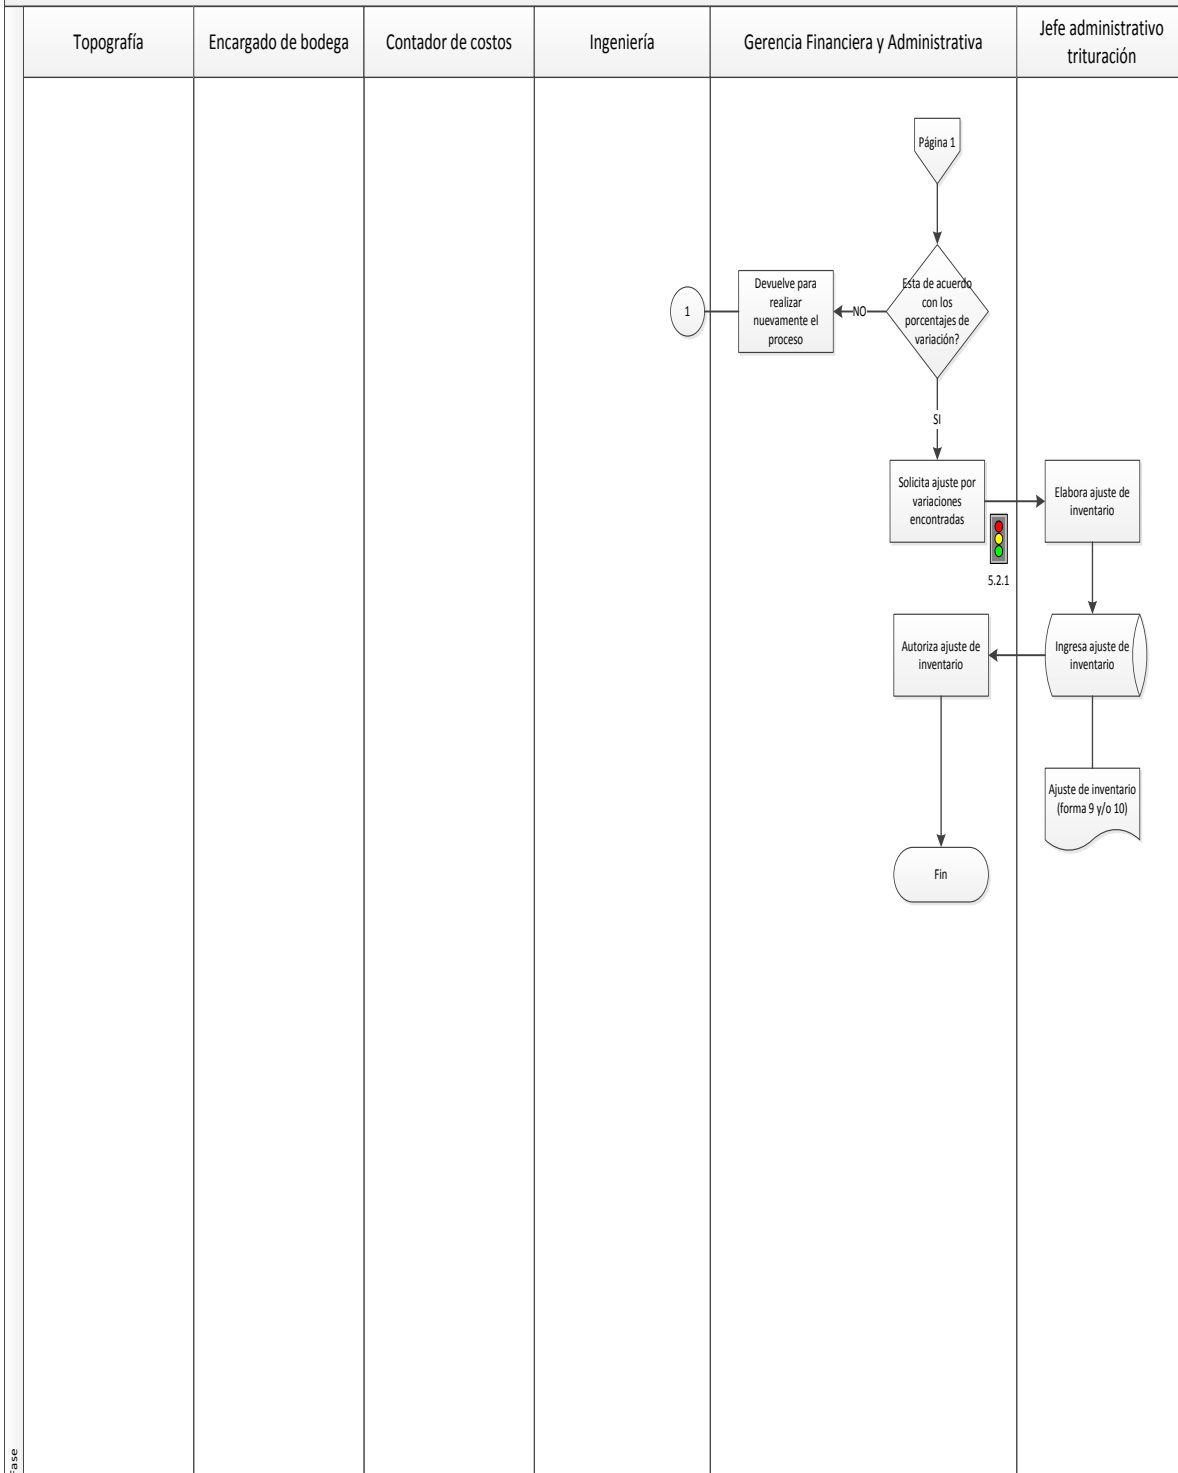 Topografía
Encargado de bodega
Contador de costos
Ingeniería
Gerencia Financiera y Administrativa
Jefe administrativo
trituración
Página 1
Esta de acuerdo
con los
porcentajes de
variación?
NO
Devuelve para
realizar
nuevamente el
proceso
1
SI
Solicita ajuste por
variaciones
encontradas
5.2.1
Elabora ajuste de
inventario
Ingresa ajuste de
inventario
Autoriza ajuste de
inventario
Ajuste de inventario
(forma 9 y/o 10)
Fin
Fase